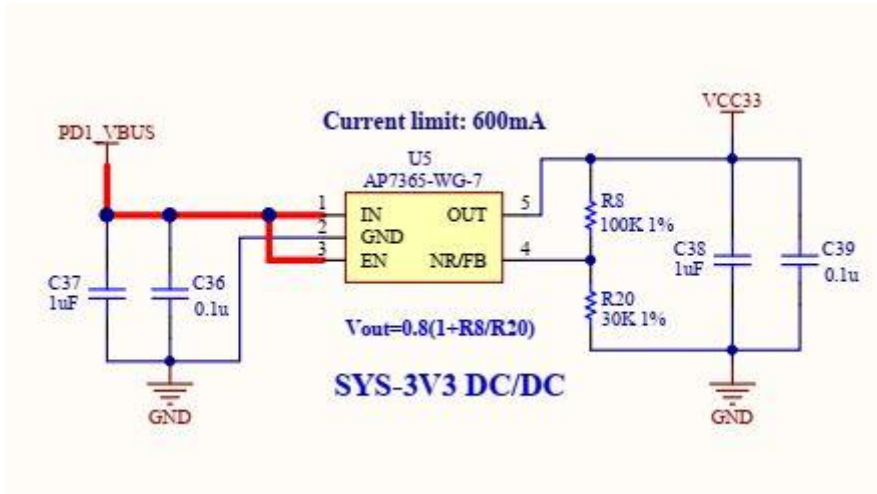 VCC33
Current limit: 600mA
PD1_VBUS
U5
AP7365-WG-7
1
IN
OUT
5
2
GND
3
EN
NR/FB
4
R8
100K 1%
C37
1uF
C36
0.1u
C38
1uF
C39
0.1u
R20
30K 1%
Vout=0.8(1+R8/R20)
SYS-3V3 DC/DC
GND
GND